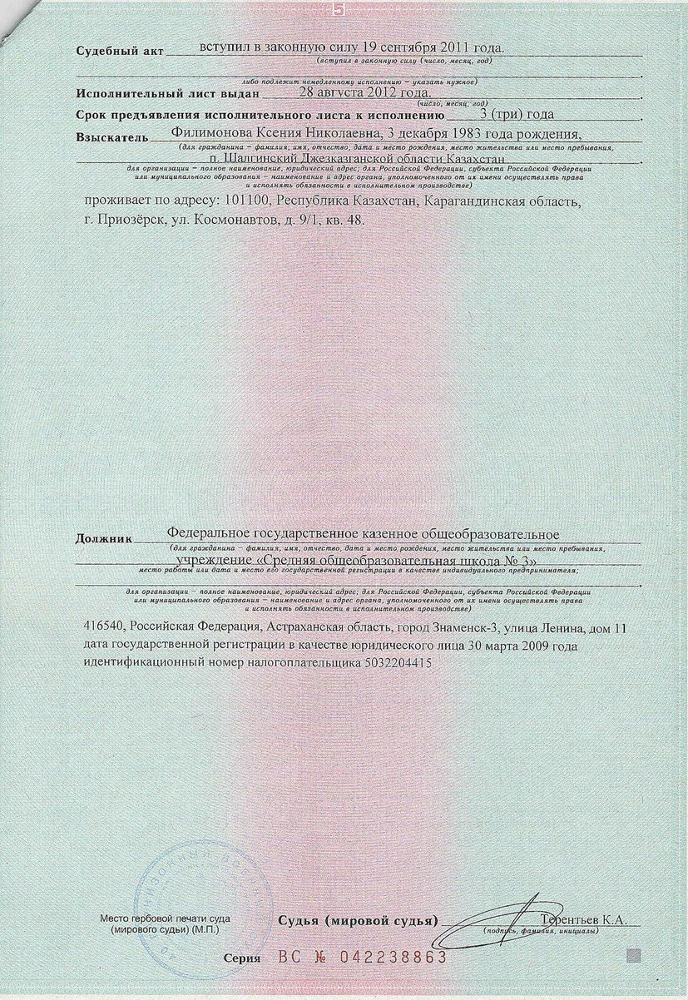 5
Судебный акт вступил в законную силу 19 сентября 2011 года.
(вступил в законную силу (число, месяц, год)
либо подлежит немедленному исполнению – указать нужное)
Исполнительный лист выдан 28 августа 2012 года.
(число, месяц, год)
Срок предъявления исполнительного листа к исполнению 3 (три) года
Взыскатель Филимонова Ксения Николаевна, 3 декабря 1983 года рождения,
(для гражданина – фамилия, имя, отчество, дата и место рождения, место жительства или место пребывания,
п. Шалгинский Джезказганской области Казахстан
для организации – полное наименование, юридический адрес; для Российской Федерации, субъекта Российской Федерации
или муниципального образования – наименование и адрес органа, уполномоченного от их имени осуществлять права
и исполнять обязанности в исполнительном производстве)
проживает по адресу: 101100, Республика Казахстан, Карагандинская область,
г. Приозёрск, ул. Космонавтов, д. 9/1, кв. 48.
Должник Федеральное государственное казенное общеобразовательное
(для гражданина – фамилия, имя, отчество, дата и место рождения, место жительства или место пребывания,
учреждение «Средняя общеобразовательная школа № 3»
место работы или дата и место его государственной регистрации в качестве индивидуального предпринимателя;
для организации – полное наименование, юридический адрес; для Российской Федерации, субъекта Российской Федерации
или муниципального образования – наименование и адрес органа, уполномоченного от их имени осуществлять права
и исполнять обязанности в исполнительном производстве)
416540, Российская Федерация, Астраханская область, город Знаменск-3, улица Ленина, дом 11
дата государственной регистрации в качестве юридического лица 30 марта 2009 года
идентификационный номер налогоплательщика 5032204415
Место гербовой печати суда
(мирового судьи) (М.П.)
Судья (мировой судья) Терентьев К.А.
(подпись, фамилия, инициалы)
Серия ВС № 042238863